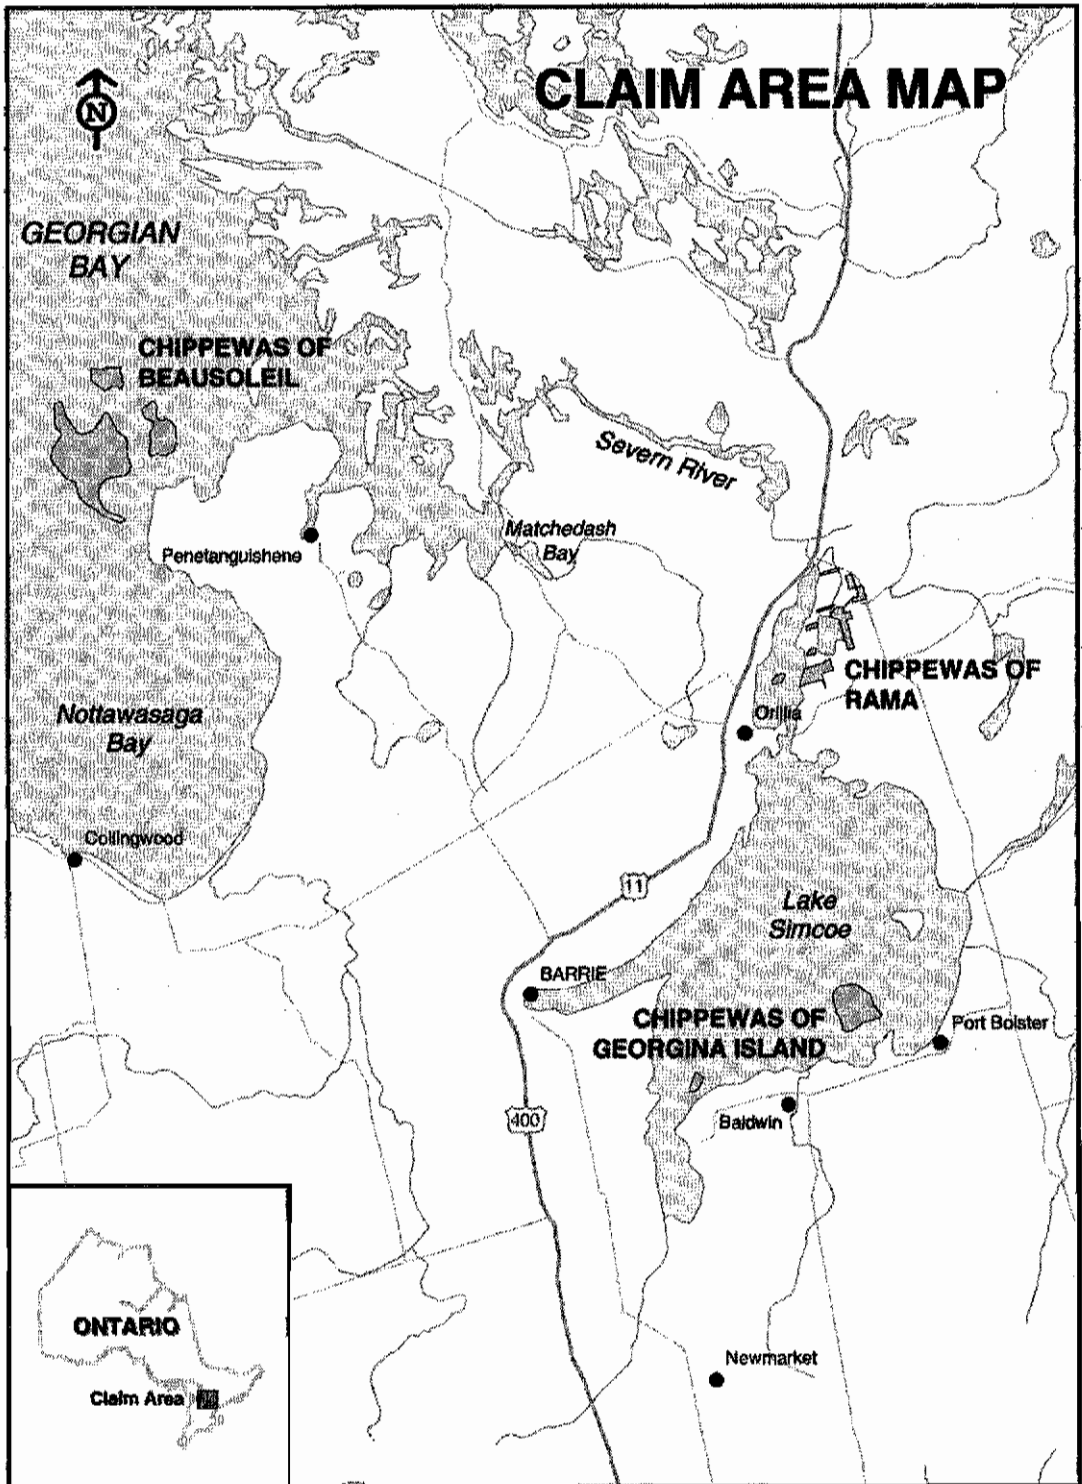 CLAIM AREA MAP
N
GEORGIAN
BAY
CHIPPEWAS OF
BEAUSOLEIL
Severn River
Matchedash
Bay
Penetanguishene
CHIPPEWAS OF
RAMA
Orillia
Nottawasaga
Bay
Collingwood
11
Lake
Simcoe
BARRIE
CHIPPEWAS OF
GEORGINA ISLAND
Port Bolster
400
Baldwin
ONTARIO
Claim Area
Newmarket